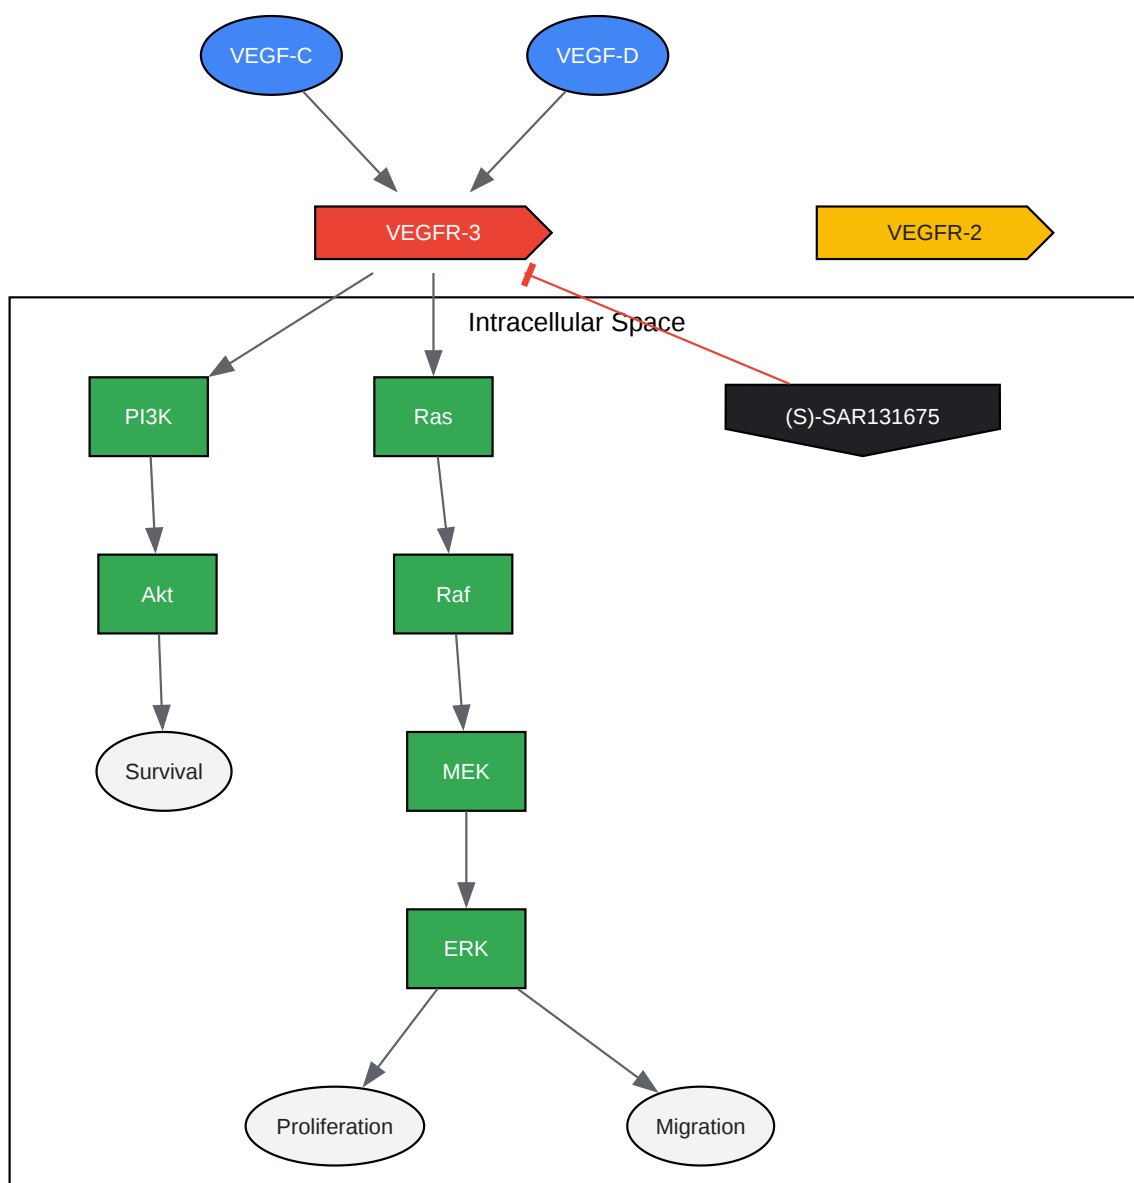 VEGF-C
VEGF-D
VEGFR-3
VEGFR-2
Intracellular Space
PI3K
Ras
(S)-SAR131675
Akt
Raf
Survival
MEK
ERK
Proliferation
Migration